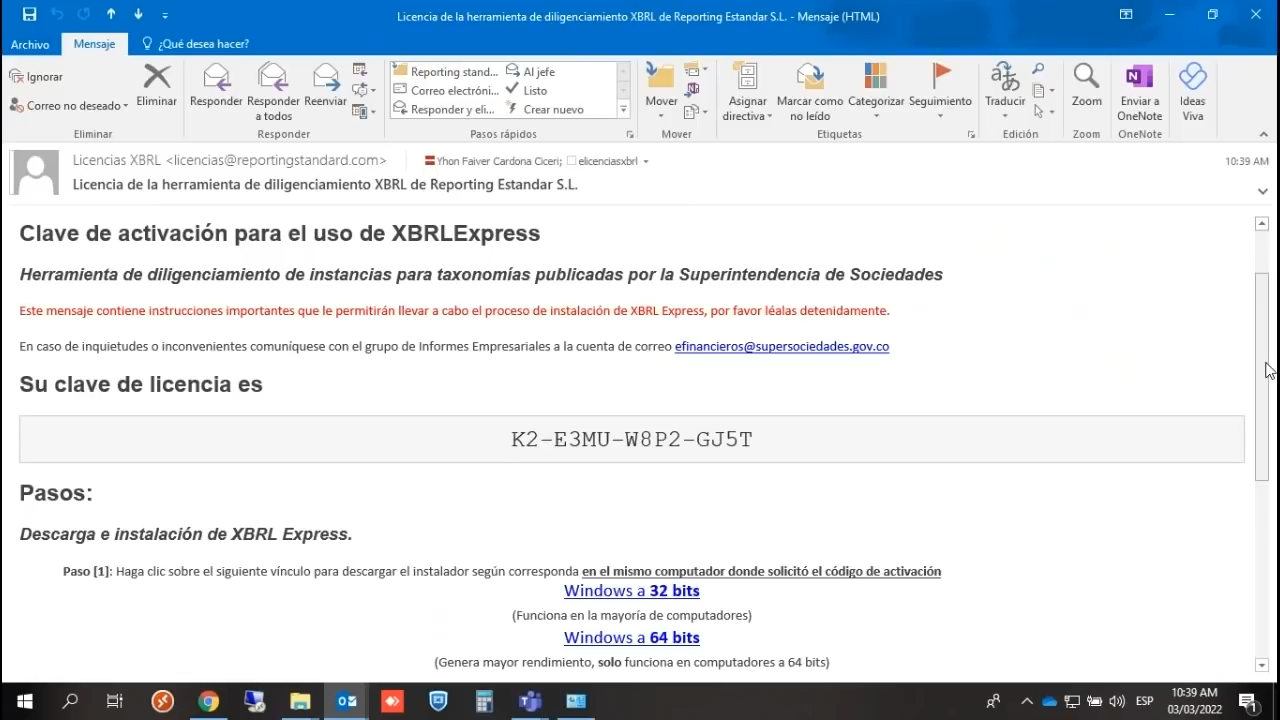 Licencia de la herramienta de diligenciamiento XBRL de Reporting Estandar S.L. - Mensaje (HTML)
Archivo Mensaje ¿Qué desea hacer?
Ignorar
Correo no deseado
Eliminar
Responder
Responder a todos
Reenviar
Reporting stand...
Correo electróni...
Responder y eli...
Al jefe
Listo
Crear nuevo
Mover
Asignar directiva
Marcar como no leído
Categorizar
Seguimiento
Traducir
Zoom
Enviar a OneNote
Ideas Viva
Eliminar Responder Pasos rápidos Mover Etiquetas Edición Zoom OneNote Viva
Licencias XBRL <licencias@reportingstandard.com> Yhon Faiver Cardona Ciceri; elicenciasxbrl 10:39 AM
Licencia de la herramienta de diligenciamiento XBRL de Reporting Estandar S.L.
Clave de activación para el uso de XBRLExpress
Herramienta de diligenciamiento de instancias para taxonomías publicadas por la Superintendencia de Sociedades
Este mensaje contiene instrucciones importantes que le permitirán llevar a cabo el proceso de instalación de XBRL Express, por favor léalas detenidamente.
En caso de inquietudes o inconvenientes comuníquese con el grupo de Informes Empresariales a la cuenta de correo efinancieros@supersociedades.gov.co
Su clave de licencia es
K2-E3MU-W8P2-GJ5T
Pasos:
Descarga e instalación de XBRL Express.
Paso [1]: Haga clic sobre el siguiente vínculo para descargar el instalador según corresponda en el mismo computador donde solicitó el código de activación
Windows a 32 bits
(Funciona en la mayoría de computadores)
Windows a 64 bits
(Genera mayor rendimiento, solo funciona en computadores a 64 bits)
ESP
10:39 AM
03/03/2022
1